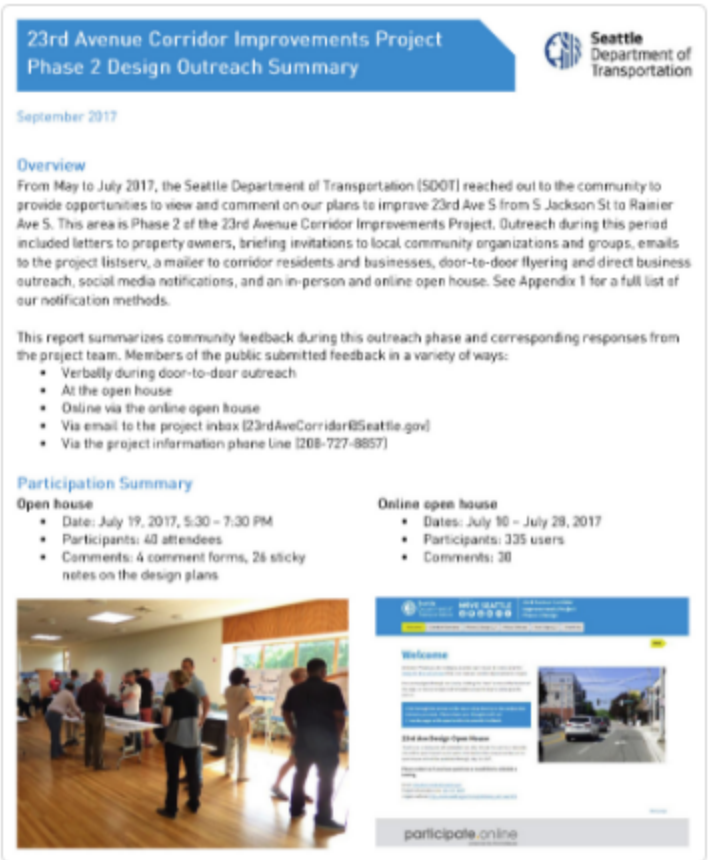 23rd Avenue Corridor Improvements Project
Phase 2 Design Outreach Summary
Seattle
Department of
Transportation
September 2017
Overview
From May to July 2017, the Seattle Department of Transportation (SDOT) reached out to the community to
provide opportunities to view and comment on our plans to improve 23rd Ave S from S Jackson St to Rainier
Ave S. This area is Phase 2 of the 23rd Avenue Corridor Improvements Project. Outreach during this period
included letters to property owners, briefing invitations to local community organizations and groups, emails
to the project listserv, a mailer to corridor residents and businesses, door-to-door flyering and direct business
outreach, social media notifications, and an in-person and online open house. See Appendix 1 for a full list of
our notification methods.
This report summarizes community feedback during this outreach phase and corresponding responses from
the project team. Members of the public submitted feedback in a variety of ways:
• Verbally during door-to-door outreach
• At the open house
• Online via the online open house
• Via email to the project inbox (23rdAveCorridor@Seattle.gov)
• Via the project information phone line (208-727-8857)
Participation Summary
Open house
• Date: July 19, 2017, 5:30 – 7:30 PM
• Participants: 40 attendees
• Comments: 4 comment forms, 26 sticky
notes on the design plans
Online open house
• Dates: July 10 – July 28, 2017
• Participants: 335 users
• Comments: 30
Seattle
MOVE SEATTLE
Welcome
23rd Ave Design Open House
participate.online